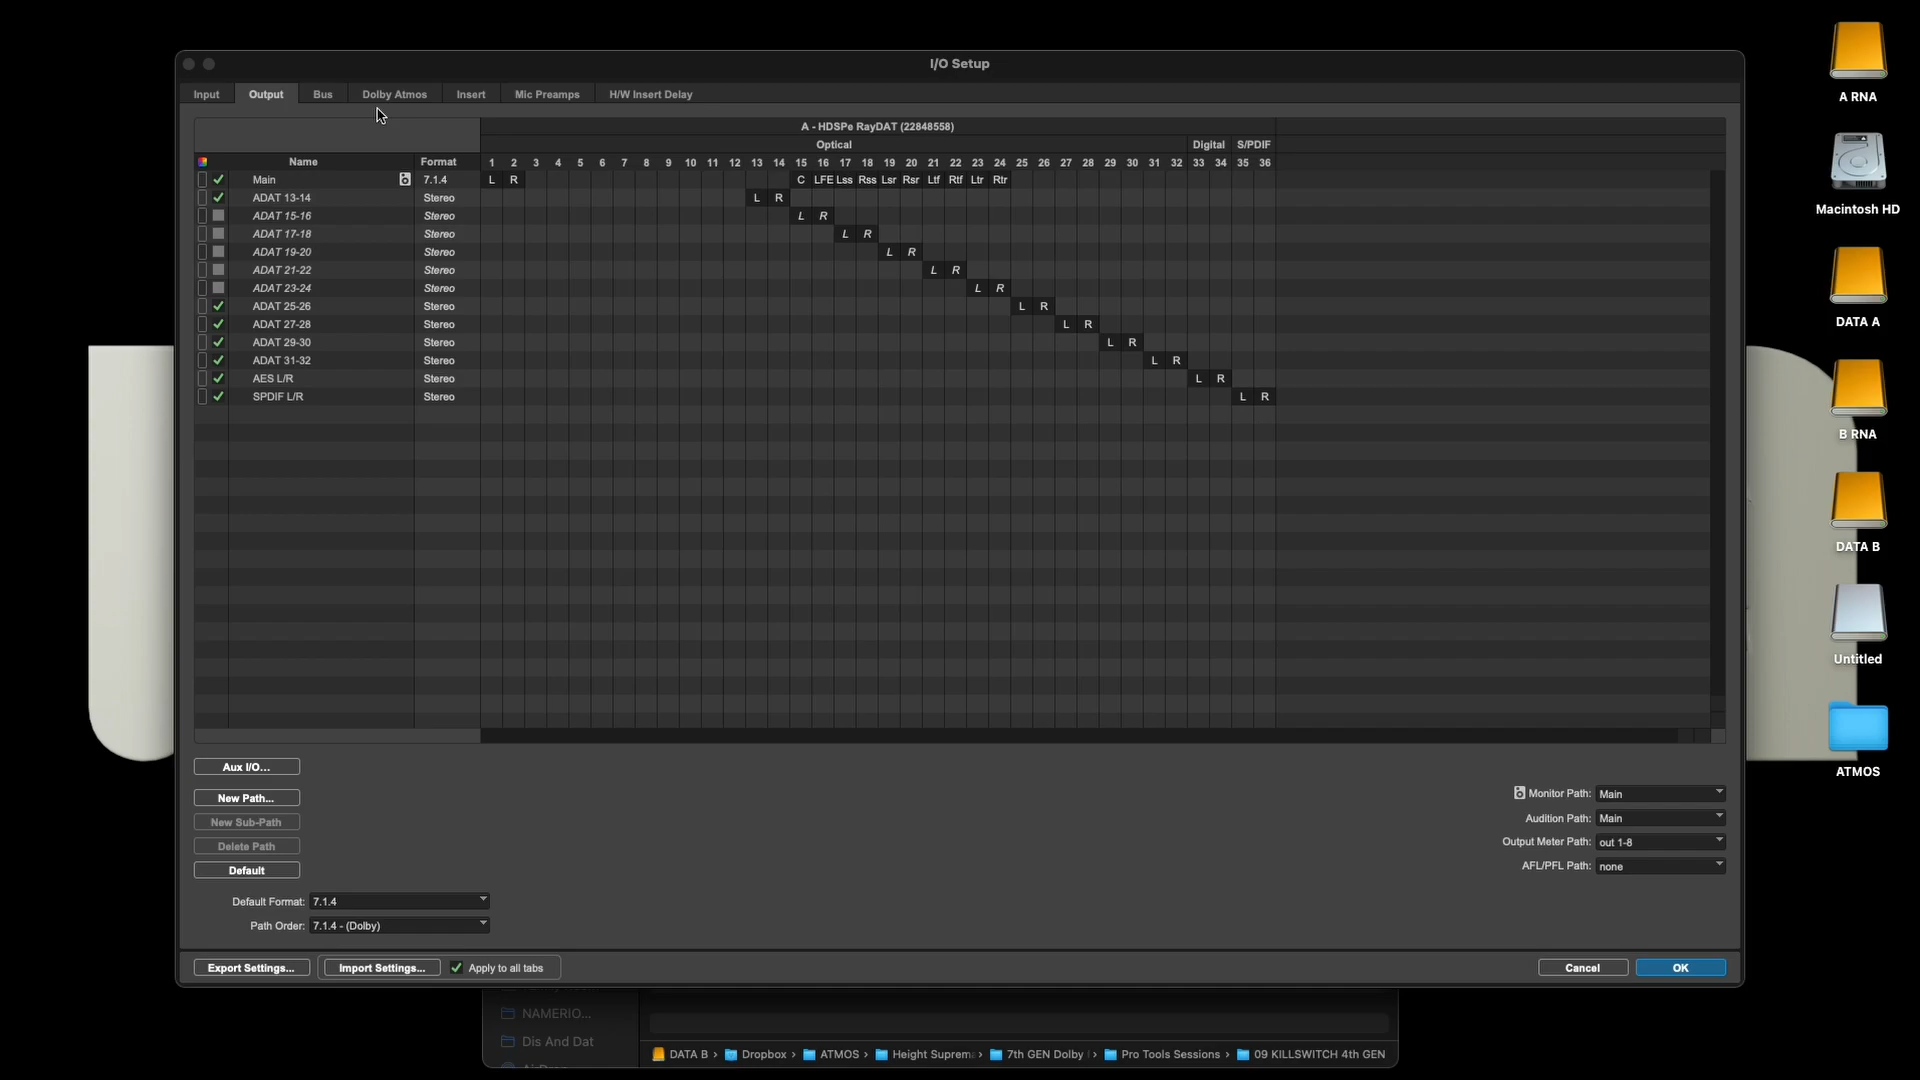 I/O Setup
Input Output Bus Dolby Atmos Insert Mic Preamps H/W Insert Delay
A - HDSPe RayDAT (22848558)
Optical Digital S/PDIF
Name Format 1 2 3 4 5 6 7 8 9 10 11 12 13 14 15 16 17 18 19 20 21 22 23 24 25 26 27 28 29 30 31 32 33 34 35 36
Main 7.1.4 L R C LFE Lss Rss Lsr Rsr Ltf Rtf Ltr Rtr
ADAT 13-14 Stereo L R
ADAT 15-16 Stereo L R
ADAT 17-18 Stereo L R
ADAT 19-20 Stereo L R
ADAT 21-22 Stereo L R
ADAT 23-24 Stereo L R
ADAT 25-26 Stereo L R
ADAT 27-28 Stereo L R
ADAT 29-30 Stereo L R
ADAT 31-32 Stereo L R
AES L/R Stereo L R
SPDIF L/R Stereo L R
Aux I/O...
New Path...
New Sub-Path
Delete Path
Default
Default Format: 7.1.4
Path Order: 7.1.4 - (Dolby)
Monitor Path: Main
Audition Path: Main
Output Meter Path: out 1-8
AFL/PFL Path: none
Export Settings... Import Settings... Apply to all tabs Cancel OK
NAMERIO...
Dis And Dat
DATA B › Dropbox › ATMOS › Height Suprem › 7th GEN Dolby › Pro Tools Sessions › 09 KILLSWITCH 4th GEN
A RNA
Macintosh HD
DATA A
B RNA
DATA B
Untitled
ATMOS